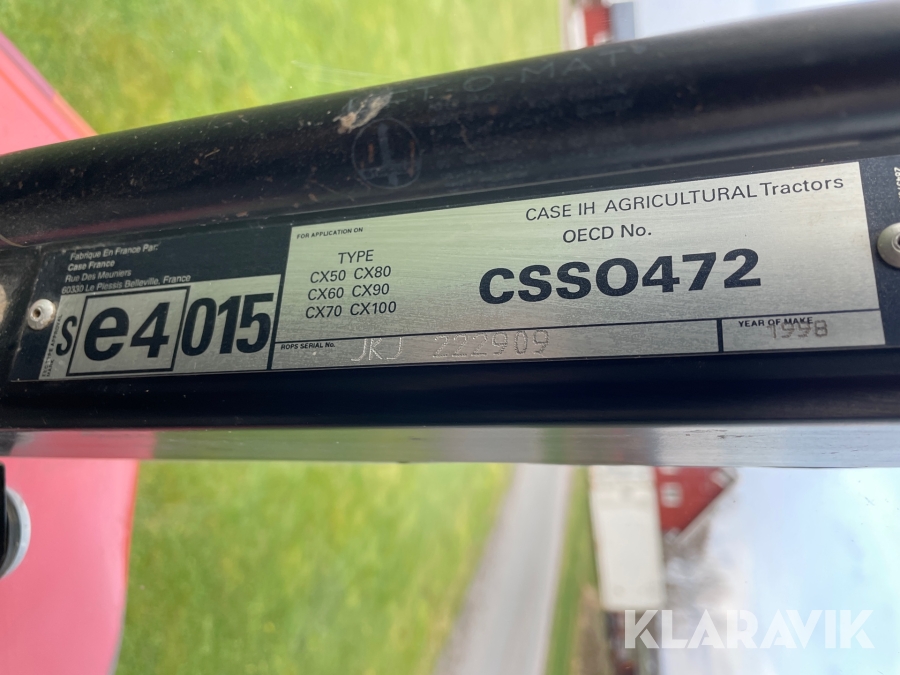 LIFT-O-MAT
Fabrique En France Par:
Case France
Rue Des Meuniers
60330 Le Plessis Belleville, France
S e4 015
FOR APPLICATION ON
TYPE
CX50 CX80
CX60 CX90
CX70 CX100
CASE IH AGRICULTURAL Tractors
OECD No.
CSSO472
ROPS SERIAL No.
JKJ 222909
YEAR OF MAKE
1998
KLARAVIK